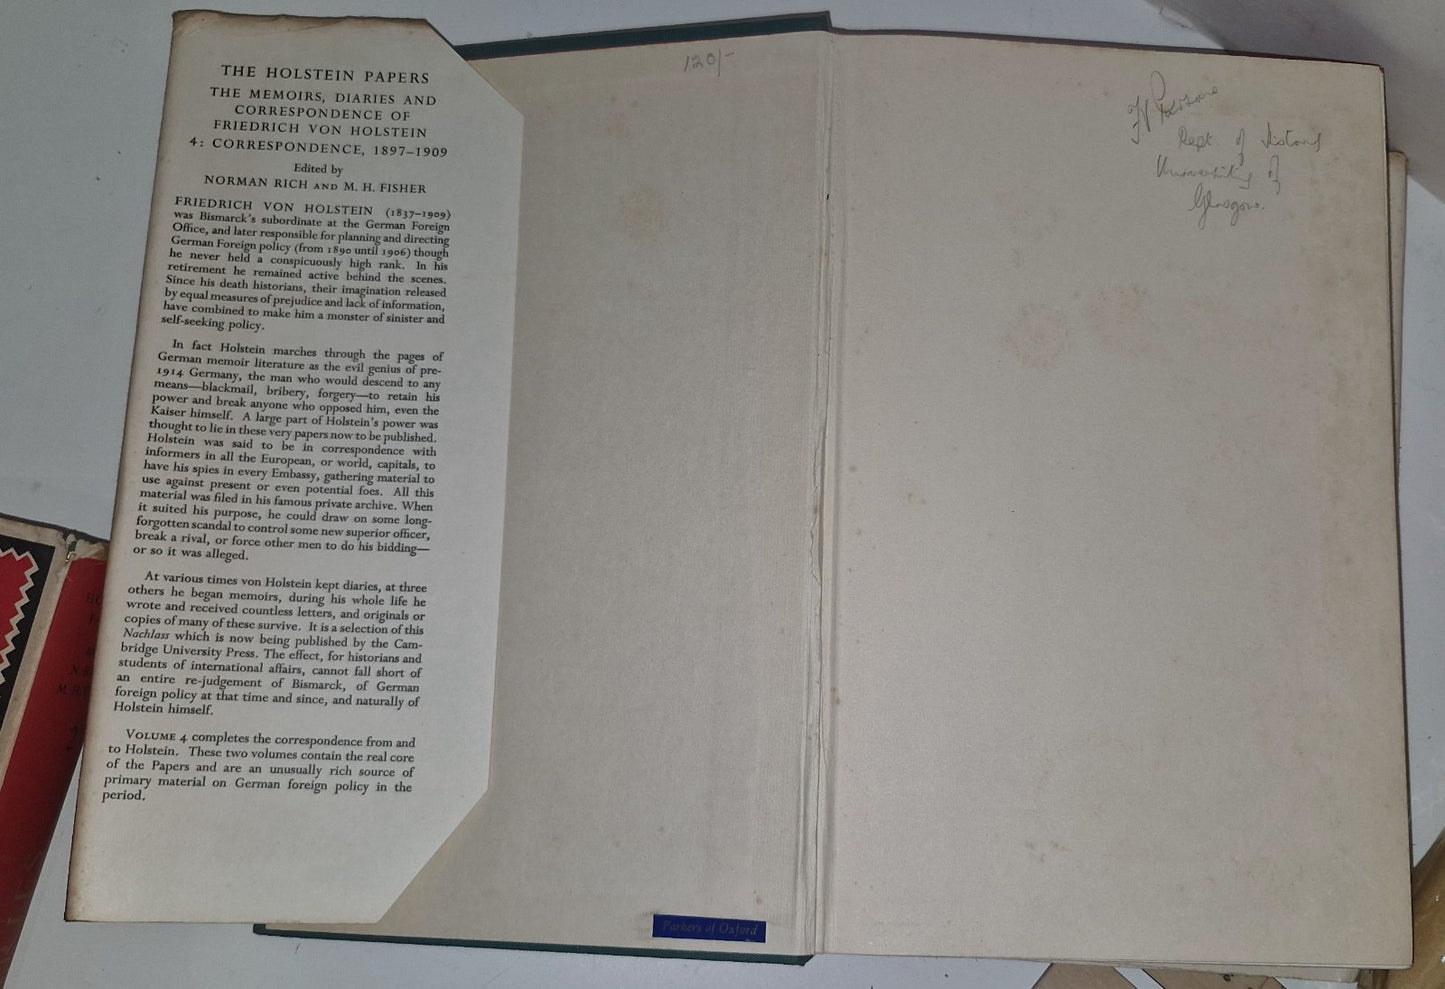 THE HOLSTEIN PAPERS
THE MEMOIRS, DIARIES AND
CORRESPONDENCE OF
FRIEDRICH VON HOLSTEIN
4: CORRESPONDENCE, 1897–1909
Edited by
NORMAN RICH AND M. H. FISHER
FRIEDRICH VON HOLSTEIN (1837–1909)
was Bismarck's subordinate at the German Foreign
Office, and later responsible for planning and directing
German Foreign policy (from 1890 until 1906) though
he never held a conspicuously high rank. In his
retirement he remained active behind the scenes.
Since his death historians, their imagination released
by equal measures of prejudice and lack of information,
have combined to make him a monster of sinister and
self-seeking policy.
In fact Holstein marches through the pages of
German memoir literature as the evil genius of pre-
1914 Germany, the man who would descend to any
means—blackmail, bribery, forgery—to retain his
power and break anyone who opposed him, even the
Kaiser himself. A large part of Holstein's power was
thought to lie in these very papers now to be published.
Holstein was said to be in correspondence with
informers in all the European, or world, capitals, to
have his spies in every Embassy, gathering material to
use against present or even potential foes. All this
material was filed in his famous private archive. When
it suited his purpose, he could draw on some long-
forgotten scandal to control some new superior officer,
break a rival, or force other men to do his bidding—
or so it was alleged.
At various times von Holstein kept diaries, at three
others he began memoirs, during his whole life he
wrote and received countless letters, and originals or
copies of many of these survive. It is a selection of this
Nachlass which is now being published by the Cam-
bridge University Press. The effect, for historians and
students of international affairs, cannot fall short of
an entire re-judgement of Bismarck, of German
foreign policy at that time and since, and naturally of
Holstein himself.
VOLUME 4 completes the correspondence from and
to Holstein. These two volumes contain the real core
of the Papers and are an unusually rich source of
primary material on German foreign policy in the
period.
120/-
Parkers of Oxford
Dept of History
University of
Glasgow.